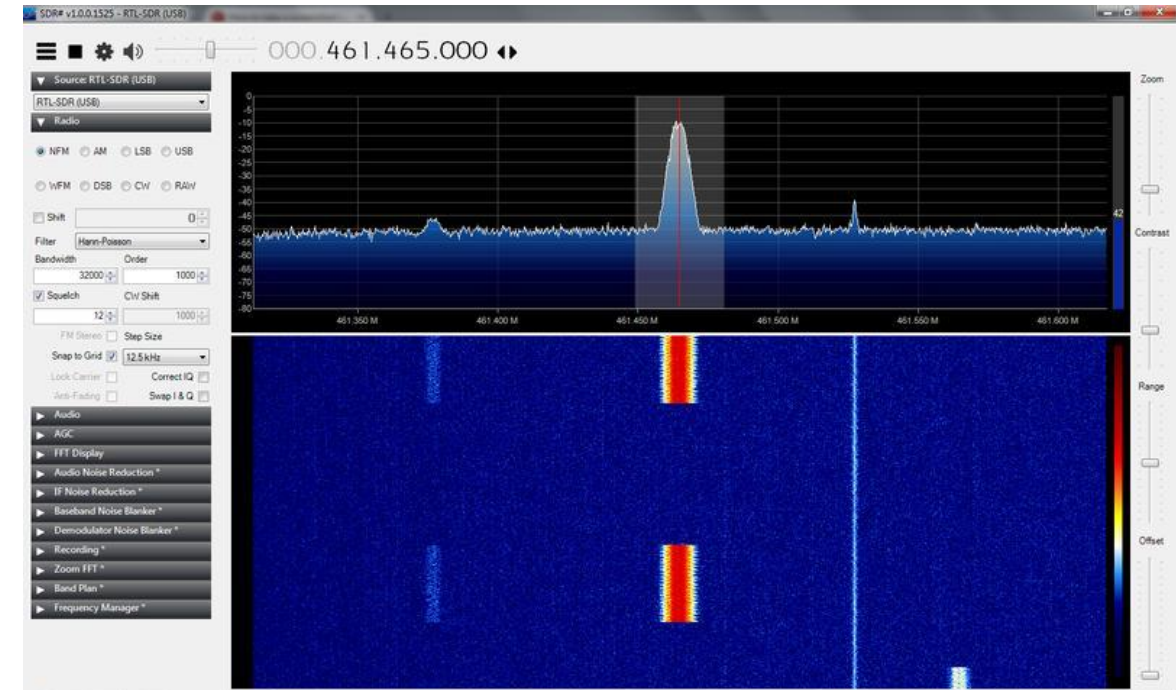 SDR# v1.0.0.1525 - RTL-SDR (USB)
000.461.465.000
Source: RTL-SDR (USB)
RTL-SDR (USB)
Radio
NFM AM LSB USB
WFM DSB CW RAW
Shift 0
Filter Hann-Poisson
Bandwidth Order
32000 1000
Squelch CW Shift
12 1000
FM Stereo Step Size
Snap to Grid 12.5 kHz
Lock Carrier Correct IQ
Anti-Fading Swap I & Q
Audio
AGC
FFT Display
Audio Noise Reduction *
IF Noise Reduction *
Baseband Noise Blanker *
Demodulator Noise Blanker *
Recording *
Zoom FFT *
Band Plan *
Frequency Manager *
0
-5
-10
-15
-20
-25
-30
-35
-40
-45
-50
-55
-60
-65
-70
-75
-80
461.350 M 461.400 M 461.450 M 461.500 M 461.550 M 461.600 M
42
Zoom
Contrast
Range
Offset